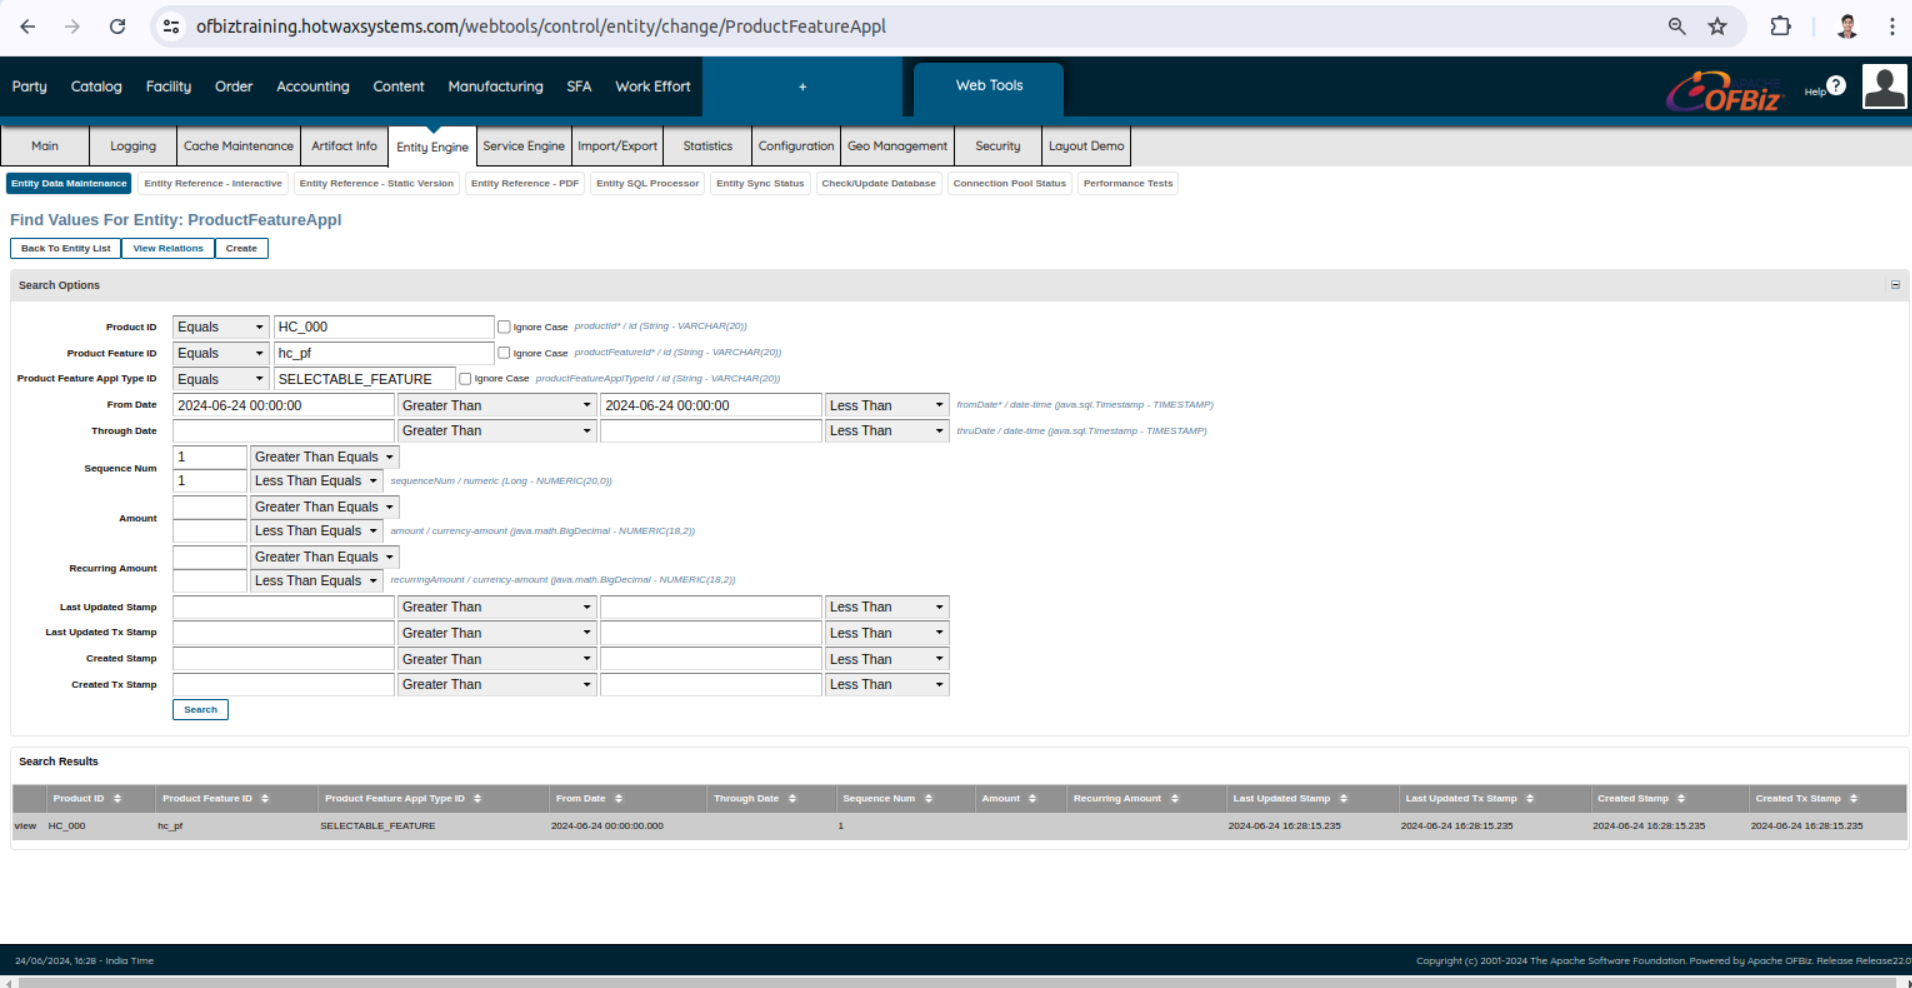 ofbiztraining.hotwaxsystems.com/webtools/control/entity/change/ProductFeatureAppl
Party Catalog Facility Order Accounting Content Manufacturing SFA Work Effort + Web Tools APACHE OFBiz Help ?
Main Logging Cache Maintenance Artifact Info Entity Engine Service Engine Import/Export Statistics Configuration Geo Management Security Layout Demo
Entity Data Maintenance Entity Reference - Interactive Entity Reference - Static Version Entity Reference - PDF Entity SQL Processor Entity Sync Status Check/Update Database Connection Pool Status Performance Tests
Find Values For Entity: ProductFeatureAppl
Back To Entity List View Relations Create
Search Options
Product ID Equals HC_000 Ignore Case productId* / id (String - VARCHAR(20))
Product Feature ID Equals hc_pf Ignore Case productFeatureId* / id (String - VARCHAR(20))
Product Feature Appl Type ID Equals SELECTABLE_FEATURE Ignore Case productFeatureApplTypeId / id (String - VARCHAR(20))
From Date 2024-06-24 00:00:00 Greater Than 2024-06-24 00:00:00 Less Than fromDate* / date-time (java.sql.Timestamp - TIMESTAMP)
Through Date Greater Than Less Than thruDate / date-time (java.sql.Timestamp - TIMESTAMP)
Sequence Num 1 Greater Than Equals
1 Less Than Equals sequenceNum / numeric (Long - NUMERIC(20,0))
Amount Greater Than Equals
Less Than Equals amount / currency-amount (java.math.BigDecimal - NUMERIC(18,2))
Recurring Amount Greater Than Equals
Less Than Equals recurringAmount / currency-amount (java.math.BigDecimal - NUMERIC(18,2))
Last Updated Stamp Greater Than Less Than
Last Updated Tx Stamp Greater Than Less Than
Created Stamp Greater Than Less Than
Created Tx Stamp Greater Than Less Than
Search
Search Results
Product ID Product Feature ID Product Feature Appl Type ID From Date Through Date Sequence Num Amount Recurring Amount Last Updated Stamp Last Updated Tx Stamp Created Stamp Created Tx Stamp
view HC_000 hc_pf SELECTABLE_FEATURE 2024-06-24 00:00:00.000 1 2024-06-24 16:28:15.235 2024-06-24 16:28:15.235 2024-06-24 16:28:15.235 2024-06-24 16:28:15.235
24/06/2024, 16:28 - India Time Copyright (c) 2001-2024 The Apache Software Foundation. Powered by Apache OFBiz. Release Release22.0